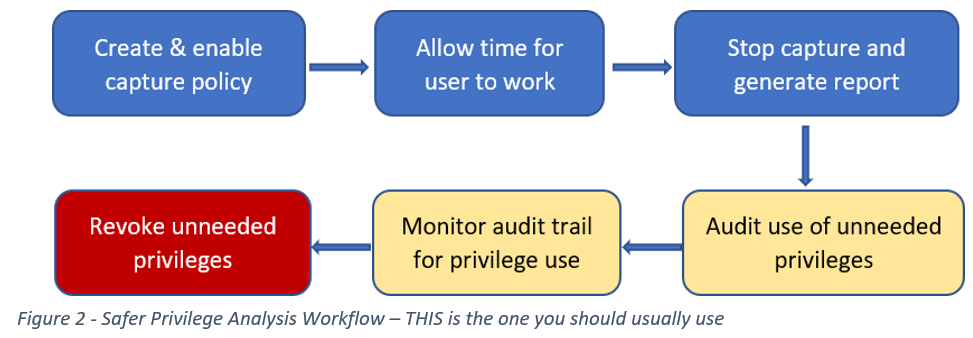 Create & enable
capture policy
Allow time for
user to work
Stop capture and
generate report
Audit use of unneeded
privileges
Monitor audit trail
for privilege use
Revoke unneeded
privileges
Figure 2 - Safer Privilege Analysis Workflow – THIS is the one you should usually use